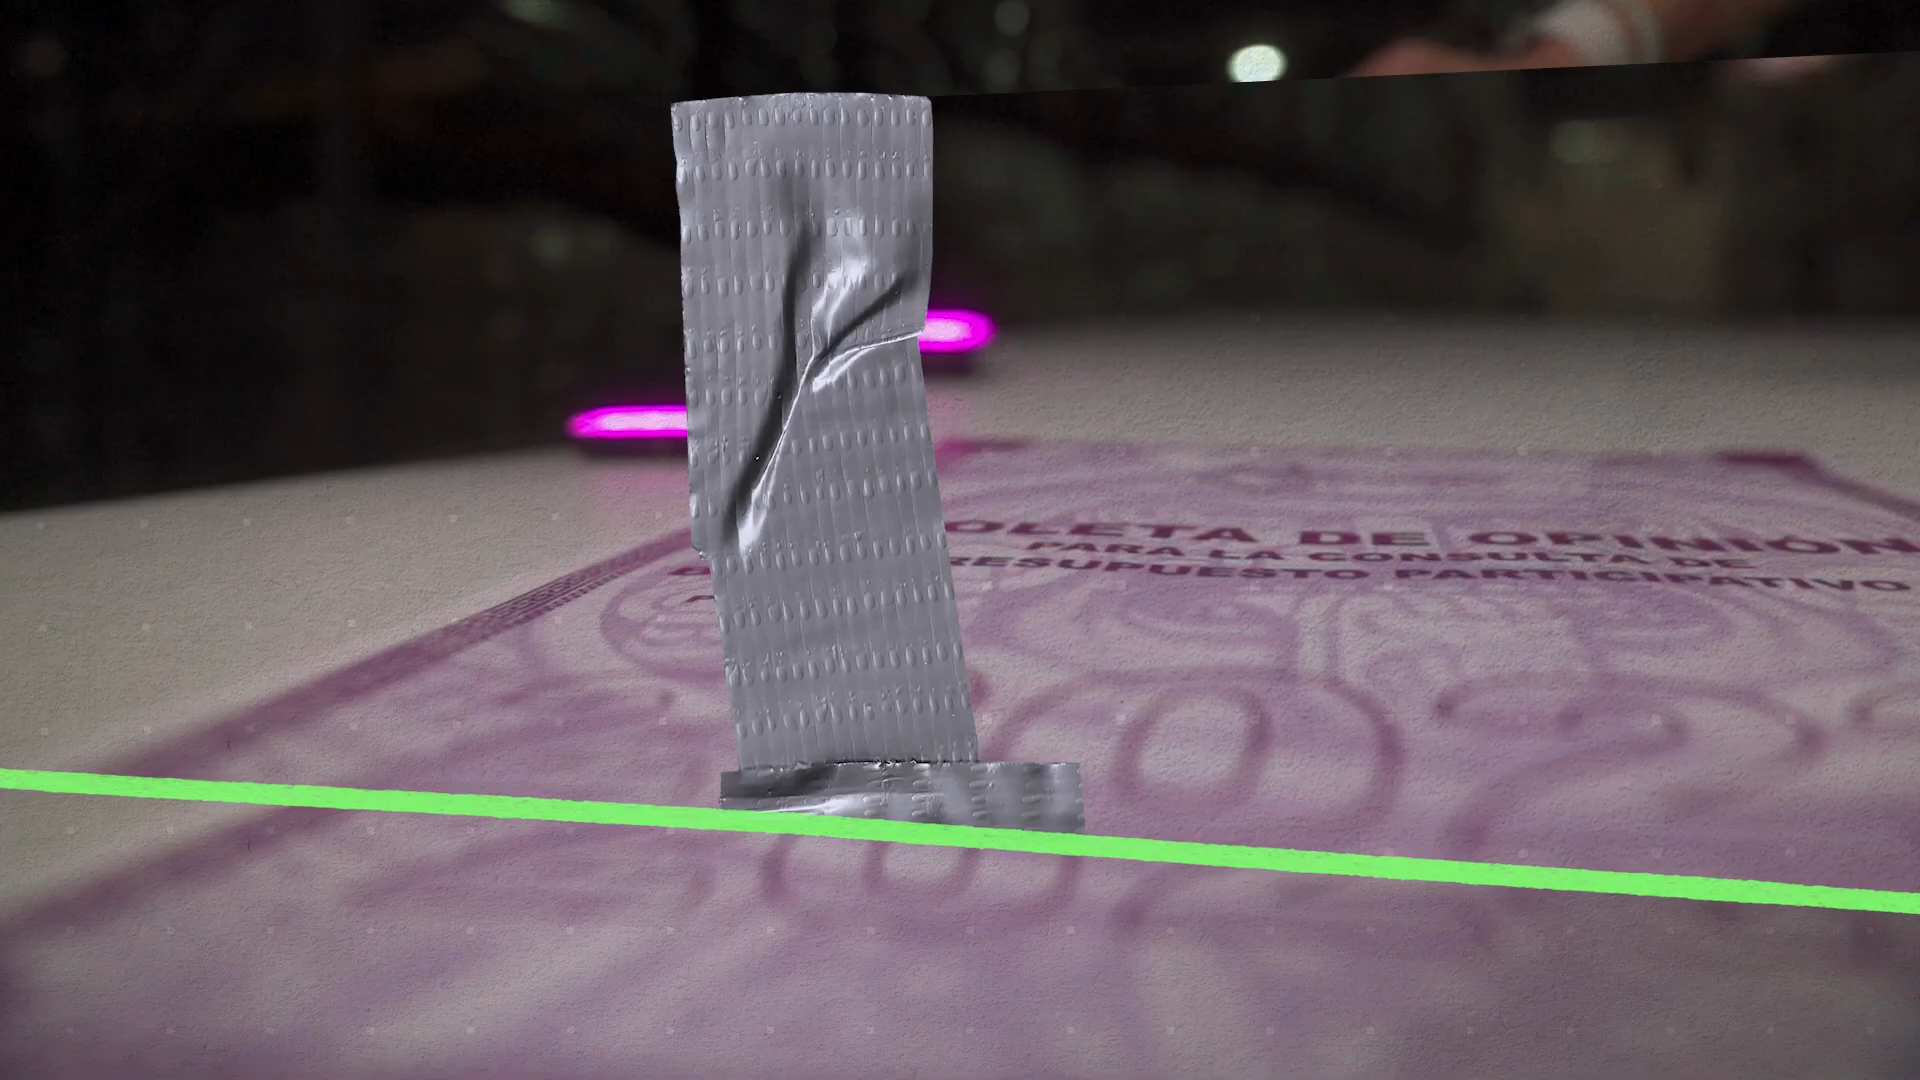 OLETA DE OPINIÓN
PARA LA CONSULTA DE
RESUPUESTO PARTICIPATIVO